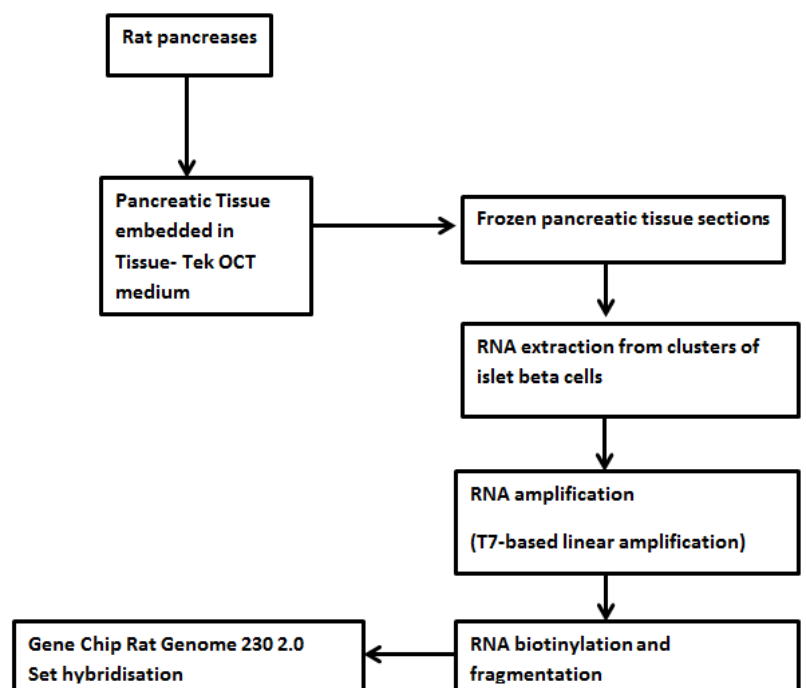 Rat pancreases
Pancreatic Tissue
embedded in
Tissue- Tek OCT
medium
Frozen pancreatic tissue sections
RNA extraction from clusters of
islet beta cells
RNA amplification
(T7-based linear amplification)
RNA biotinylation and
fragmentation
Gene Chip Rat Genome 230 2.0
Set hybridisation